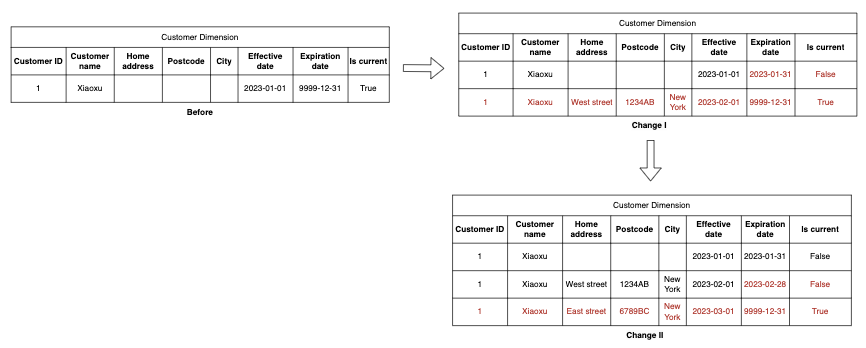 Customer Dimension
Customer ID Customer name Home address Postcode City Effective date Expiration date Is current
1 Xiaoxu 2023-01-01 9999-12-31 True
Before
Customer Dimension
Customer ID Customer name Home address Postcode City Effective date Expiration date Is current
1 Xiaoxu 2023-01-01 2023-01-31 False
1 Xiaoxu West street 1234AB New York 2023-02-01 9999-12-31 True
Change I
Customer Dimension
Customer ID Customer name Home address Postcode City Effective date Expiration date Is current
1 Xiaoxu 2023-01-01 2023-01-31 False
1 Xiaoxu West street 1234AB New York 2023-02-01 2023-02-28 False
1 Xiaoxu East street 6789BC New York 2023-03-01 9999-12-31 True
Change II